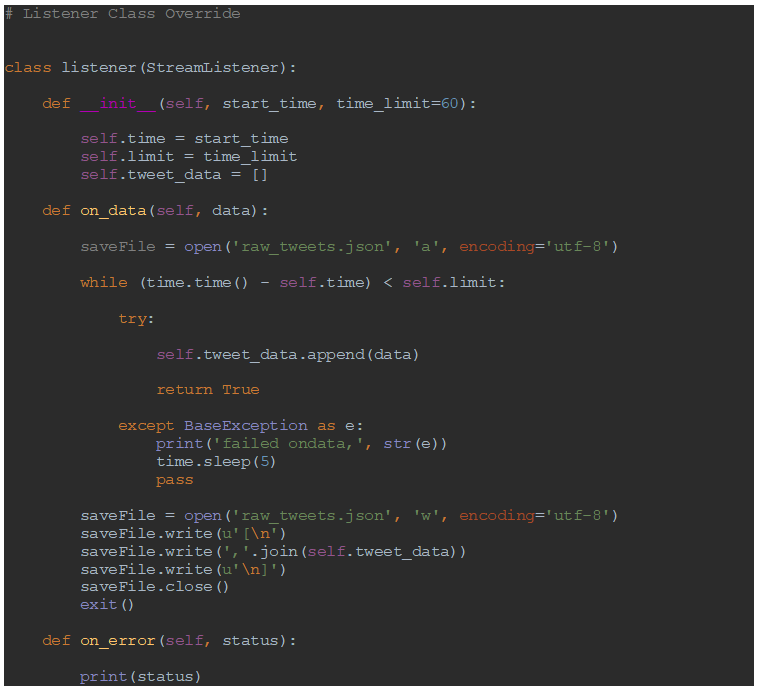 # Listener Class Override
class listener(StreamListener):
    def __init__(self, start_time, time_limit=60):
        self.time = start_time
        self.limit = time_limit
        self.tweet_data = []
    def on_data(self, data):
        saveFile = open('raw_tweets.json', 'a', encoding='utf-8')
        while (time.time() - self.time) < self.limit:
            try:
                self.tweet_data.append(data)
                return True
            except BaseException as e:
                print('failed ondata,', str(e))
                time.sleep(5)
                pass
        saveFile = open('raw_tweets.json', 'w', encoding='utf-8')
        saveFile.write(u'[\n')
        saveFile.write(','.join(self.tweet_data))
        saveFile.write(u'\n]')
        saveFile.close()
        exit()
    def on_error(self, status):
        print(status)